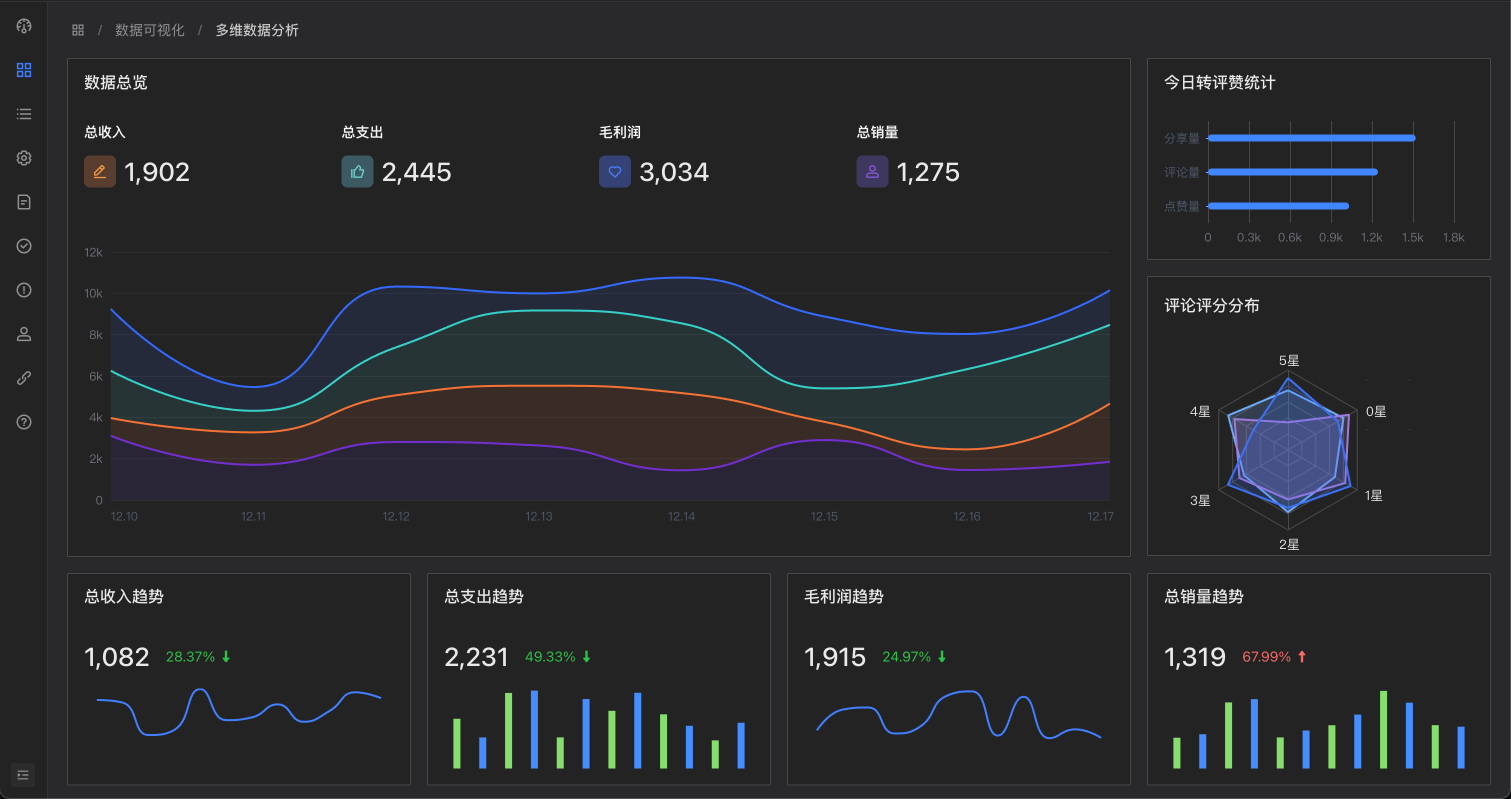 / 数据可视化 / 多维数据分析
数据总览
总收入 总支出 毛利润 总销量
1,902 2,445 3,034 1,275
12k
10k
8k
6k
4k
2k
0
12.10 12.11 12.12 12.13 12.14 12.15 12.16 12.17
今日转评赞统计
分享量
评论量
点赞量
0 0.3k 0.6k 0.9k 1.2k 1.5k 1.8k
评论评分分布
5星
4星 0星
3星 1星
2星
总收入趋势
1,082 28.37%
总支出趋势
2,231 49.33%
毛利润趋势
1,915 24.97%
总销量趋势
1,319 67.99%